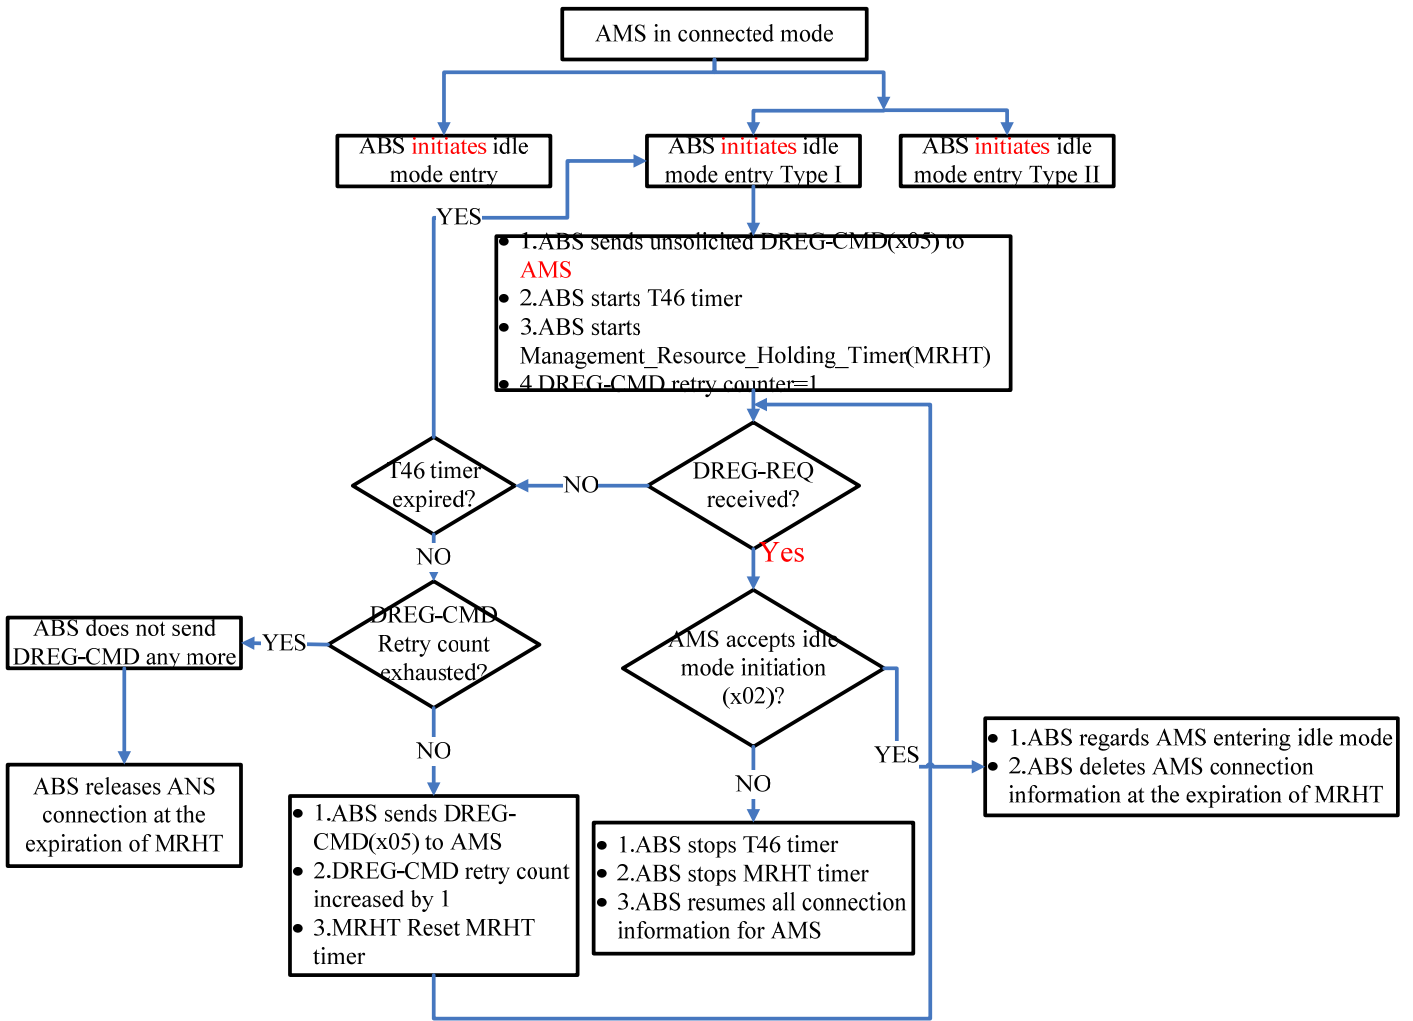 AMS in connected mode
ABS initiates idle
mode entry
ABS initiates idle
mode entry Type I
ABS initiates idle
mode entry Type II
YES
• 1.ABS sends unsolicited DREG-CMD(x05) to
AMS
• 2.ABS starts T46 timer
• 3.ABS starts
Management_Resource_Holding_Timer(MRHT)
• 4.DREG-CMD retry counter=1
T46 timer
expired?
NO
DREG-REQ
received?
NO
Yes
ABS does not send
DREG-CMD any more
YES
DREG-CMD
Retry count
exhausted?
AMS accepts idle
mode initiation
(x02)?
NO
YES
NO
• 1.ABS regards AMS entering idle mode
• 2.ABS deletes AMS connection
information at the expiration of MRHT
ABS releases ANS
connection at the
expiration of MRHT
• 1.ABS sends DREG-
CMD(x05) to AMS
• 2.DREG-CMD retry count
increased by 1
• 3.MRHT Reset MRHT
timer
• 1.ABS stops T46 timer
• 2.ABS stops MRHT timer
• 3.ABS resumes all connection
information for AMS